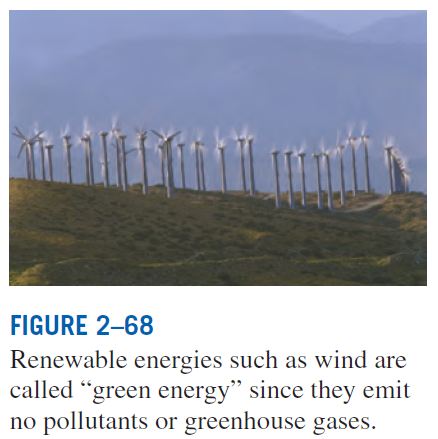 FIGURE 2–68
Renewable energies such as wind are
called “green energy” since they emit
no pollutants or greenhouse gases.